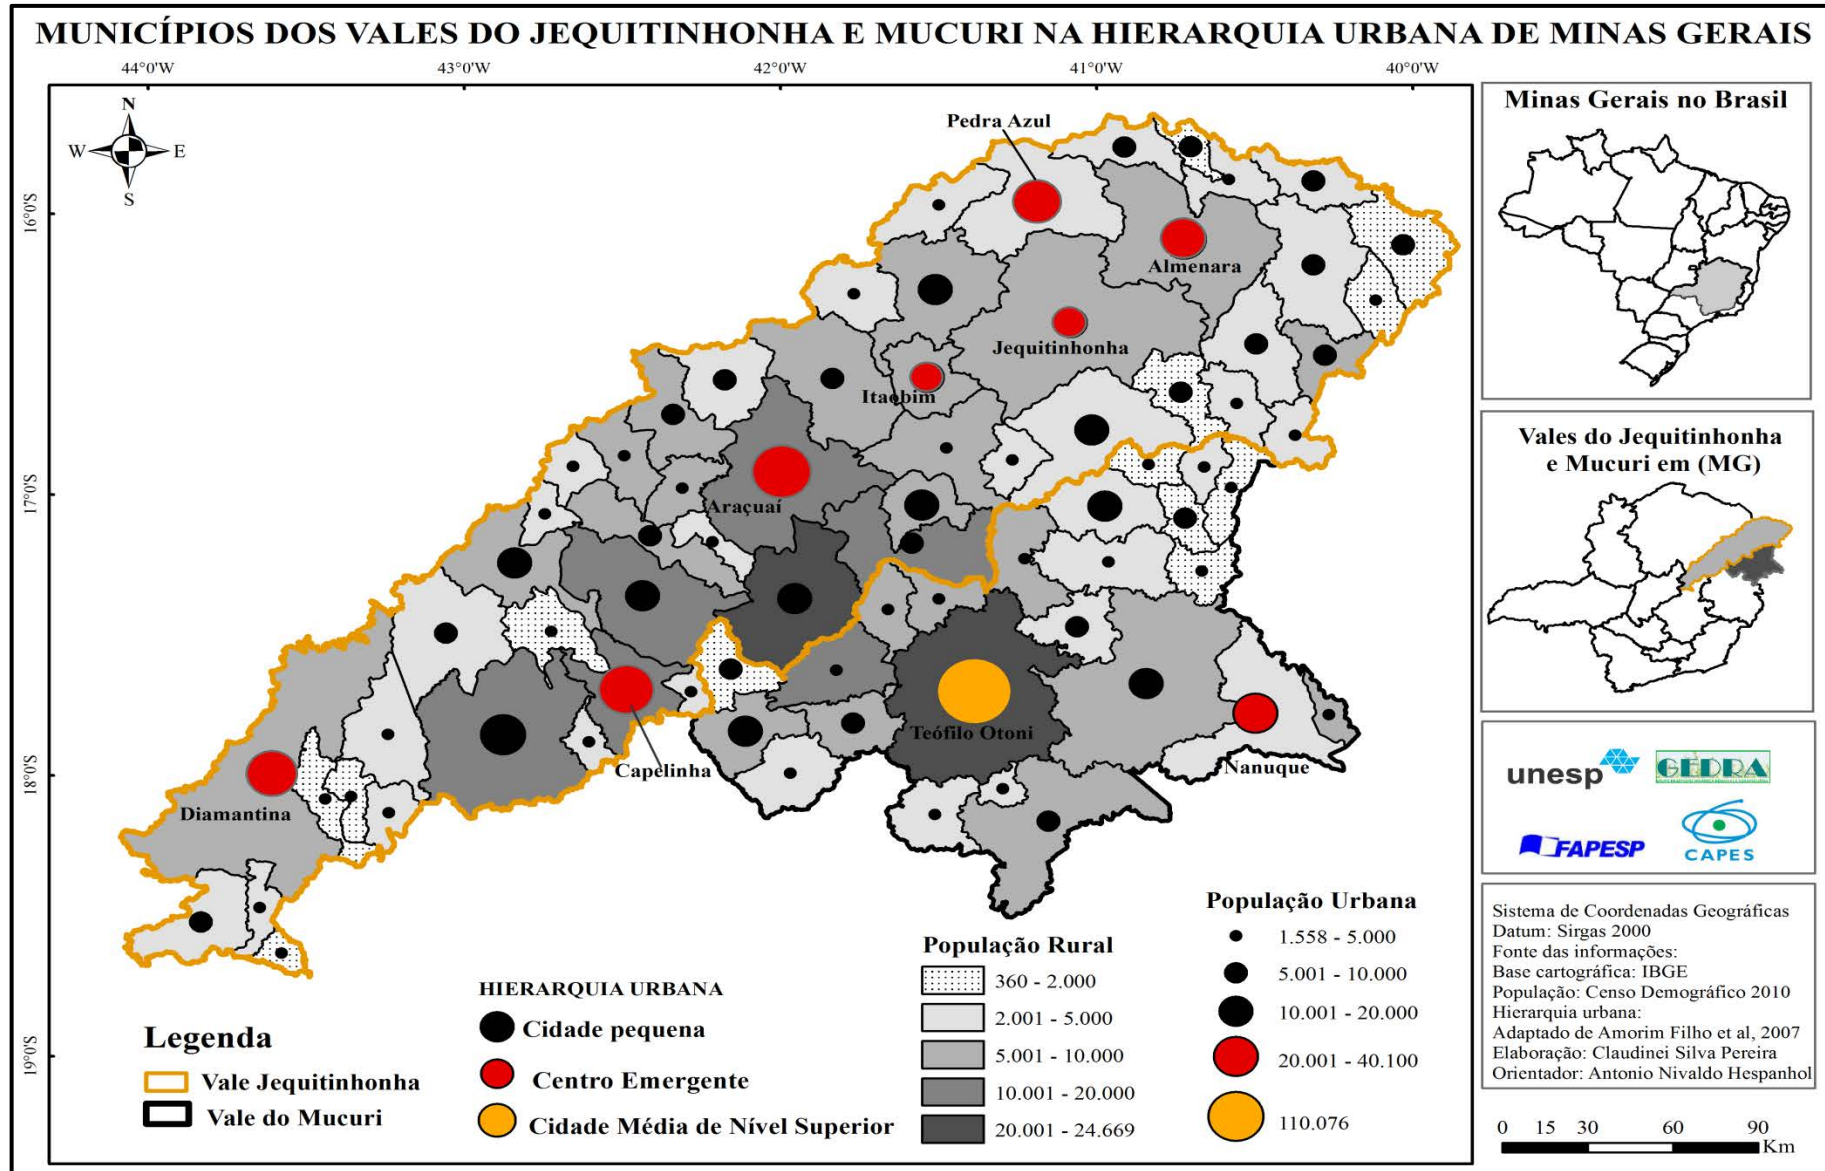 MUNICÍPIOS DOS VALES DO JEQUITINHONHA E MUCURI NA HIERARQUIA URBANA DE MINAS GERAIS
44°0'W 43°0'W 42°0'W 41°0'W 40°0'W
N
W E
S
16°0'S
17°0'S
18°0'S
19°0'S
Pedra Azul
Almenara
Jequitinhonha
Itaobim
Araçuaí
Teófilo Otoni
Nanuque
Capelinha
Diamantina
Legenda
Vale Jequitinhonha
Vale do Mucuri
HIERARQUIA URBANA
Cidade pequena
Centro Emergente
Cidade Média de Nível Superior
População Rural
360 - 2.000
2.001 - 5.000
5.001 - 10.000
10.001 - 20.000
20.001 - 24.669
População Urbana
1.558 - 5.000
5.001 - 10.000
10.001 - 20.000
20.001 - 40.100
110.076
Minas Gerais no Brasil
Vales do Jequitinhonha
e Mucuri em (MG)
unesp
GEDRA
FAPESP
CAPES
Sistema de Coordenadas Geográficas
Datum: Sirgas 2000
Fonte das informações:
Base cartográfica: IBGE
População: Censo Demográfico 2010
Hierarquia urbana:
Adaptado de Amorim Filho et al, 2007
Elaboração: Claudinei Silva Pereira
Orientador: Antonio Nivaldo Hespanhol
0 15 30 60 90
Km